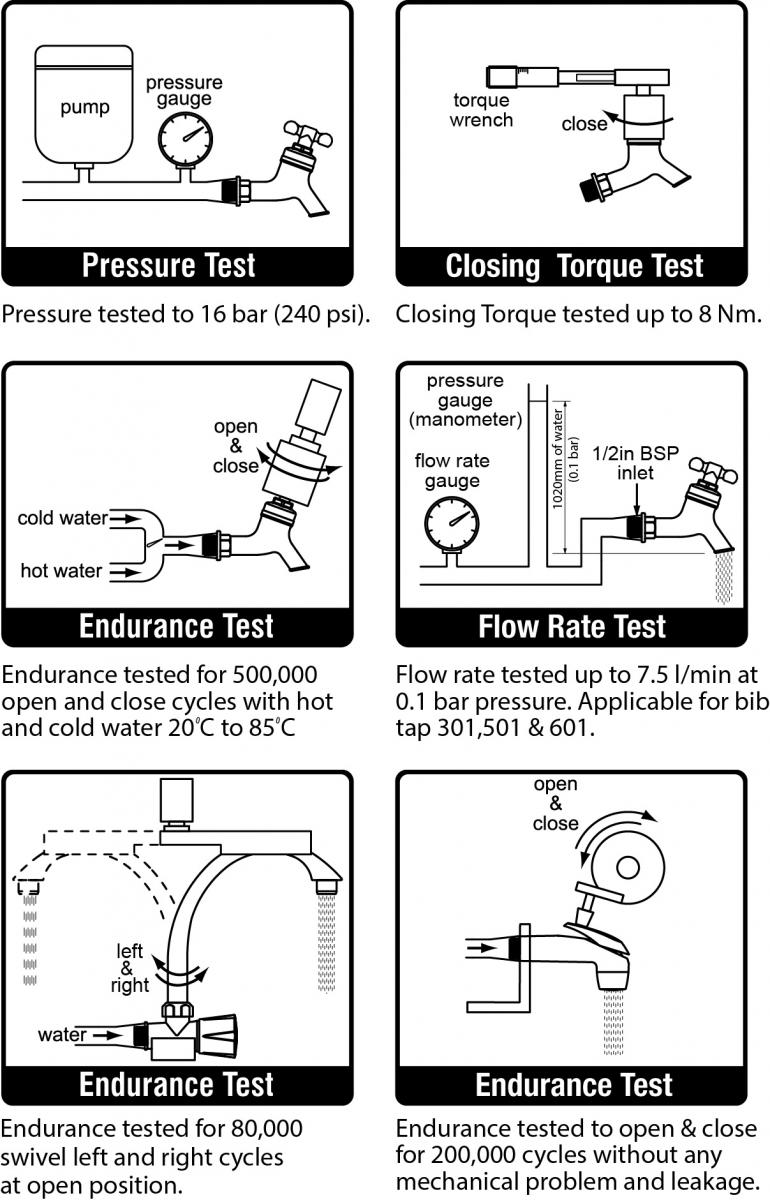 pump
pressure
gauge
Pressure Test
Pressure tested to 16 bar (240 psi).
torque
wrench
close
Closing Torque Test
Closing Torque tested up to 8 Nm.
open
&
close
cold water
hot water
Endurance Test
Endurance tested for 500,000
open and close cycles with hot
and cold water 20°C to 85°C
pressure
gauge
(manometer)
flow rate
gauge
1020mm of water
(0.1 bar)
1/2in BSP
inlet
Flow Rate Test
Flow rate tested up to 7.5 l/min at
0.1 bar pressure. Applicable for bib
tap 301,501 & 601.
left
&
right
water
Endurance Test
Endurance tested for 80,000
swivel left and right cycles
at open position.
open
&
close
Endurance Test
Endurance tested to open & close
for 200,000 cycles without any
mechanical problem and leakage.